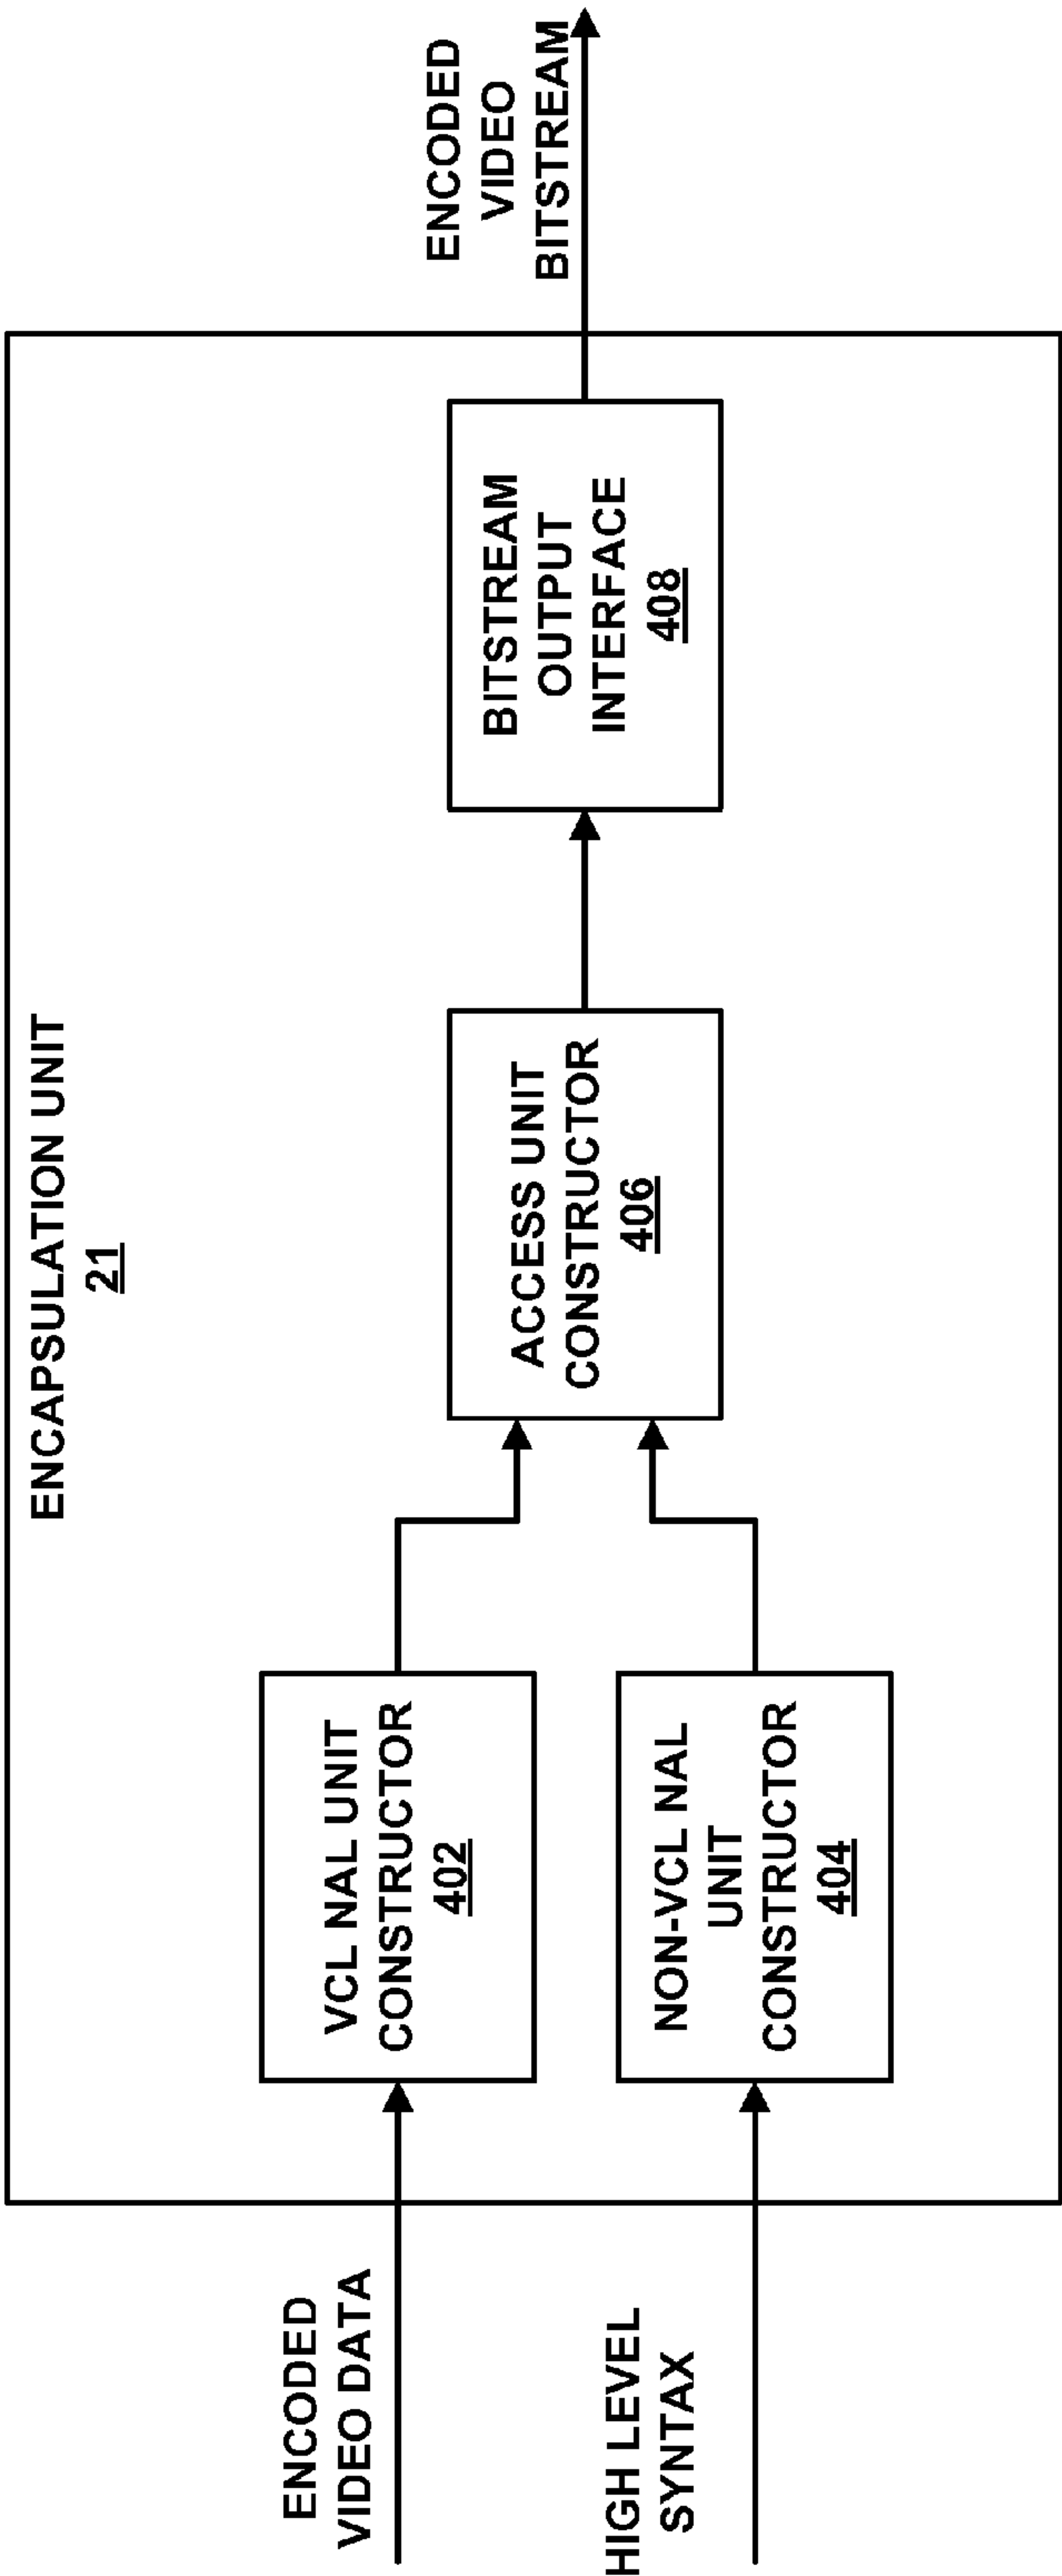 ENCAPSULATION UNIT
21
ENCODED
VIDEO DATA
HIGH LEVEL
SYNTAX
VCL NAL UNIT
CONSTRUCTOR
402
NON-VCL NAL
UNIT
CONSTRUCTOR
404
ACCESS UNIT
CONSTRUCTOR
406
BITSTREAM
OUTPUT
INTERFACE
408
ENCODED
VIDEO
BITSTREAM